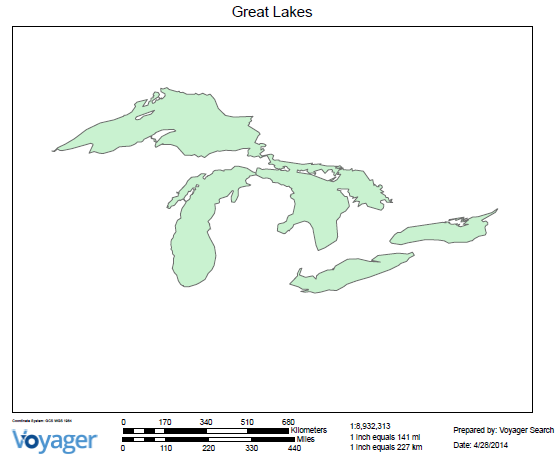 Great Lakes
Coordinate System: GCS WGS 1984
Voyager
0 170 340 510 680
Kilometers
Miles
0 110 220 330 440
1:8,932,313
1 inch equals 141 mi
1 inch equals 227 km
Prepared by: Voyager Search
Date: 4/28/2014